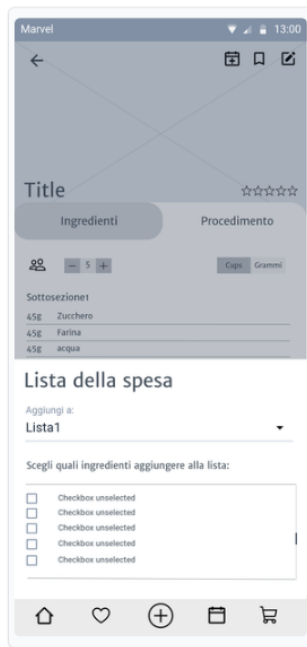 Marvel 13:00
Title
Ingredienti Procedimento
5 Cups Grammi
Sottosezione1
45g Zucchero
45g Farina
45g acqua
Lista della spesa
Aggiungi a:
Lista1
Scegli quali ingredienti aggiungere alla lista:
Checkbox unselected
Checkbox unselected
Checkbox unselected
Checkbox unselected
Checkbox unselected